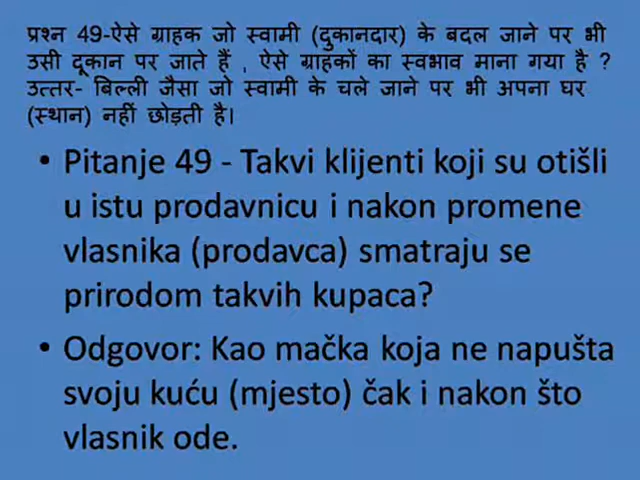 प्रश्न 49-ऐसे ग्राहक जो स्वामी (दुकानदार) के बदल जाने पर भी
उसी दूकान पर जाते हैं , ऐसे ग्राहकों का स्वभाव माना गया है ?
उत्तर- बिल्ली जैसा जो स्वामी के चले जाने पर भी अपना घर
(स्थान) नहीं छोड़ती है।
• Pitanje 49 - Takvi klijenti koji su otišli
u istu prodavnicu i nakon promene
vlasnika (prodavca) smatraju se
prirodom takvih kupaca?
• Odgovor: Kao mačka koja ne napušta
svoju kuću (mjesto) čak i nakon što
vlasnik ode.